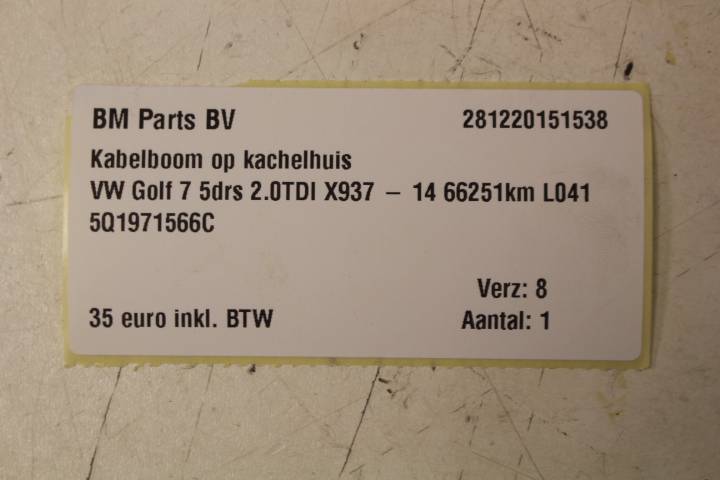 BM Parts BV 281220151538
Kabelboom op kachelhuis
VW Golf 7 5drs 2.0TDI X937 – 14 66251km L041
5Q1971566C
Verz: 8
35 euro inkl. BTW Aantal: 1